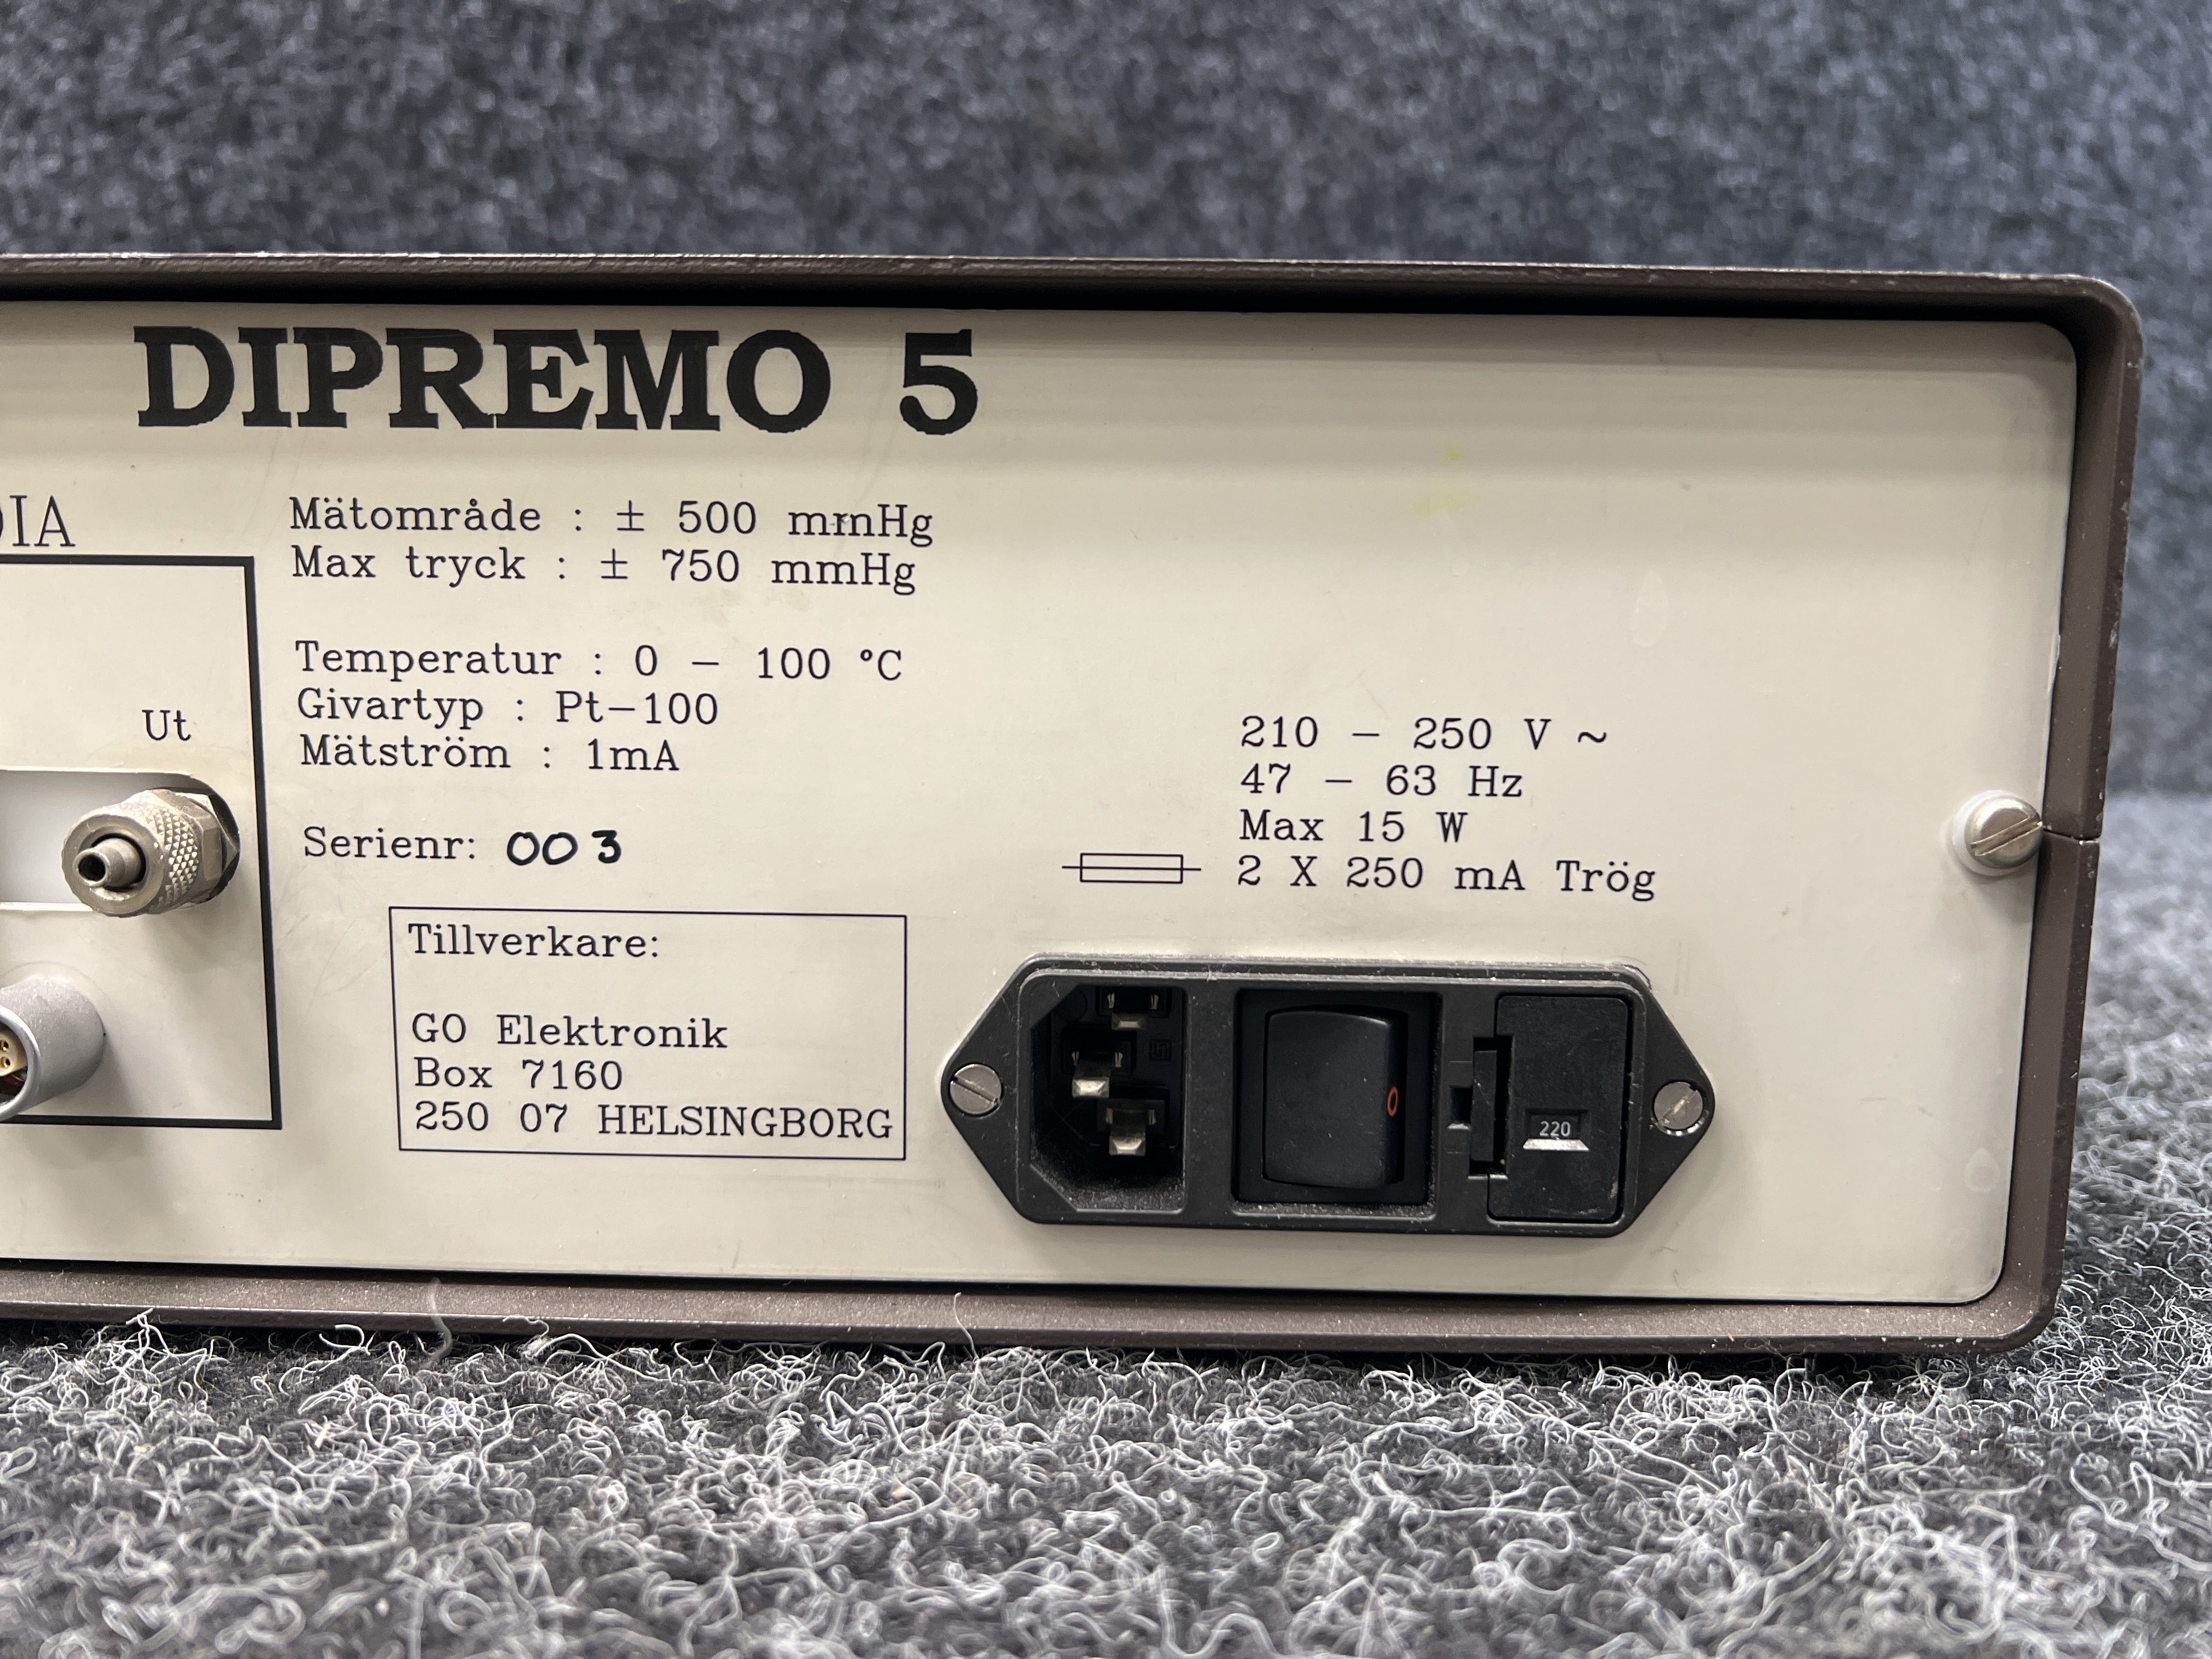 DIPREMO 5
DIA
Mätområde : ± 500 mmHg
Max tryck : ± 750 mmHg
Temperatur : 0 – 100 °C
Givartyp : Pt–100
Mätström : 1mA
Ut
Serienr: 003
Tillverkare:
GO Elektronik
Box 7160
250 07 HELSINGBORG
210 – 250 V ~
47 – 63 Hz
Max 15 W
2 X 250 mA Trög
O
220